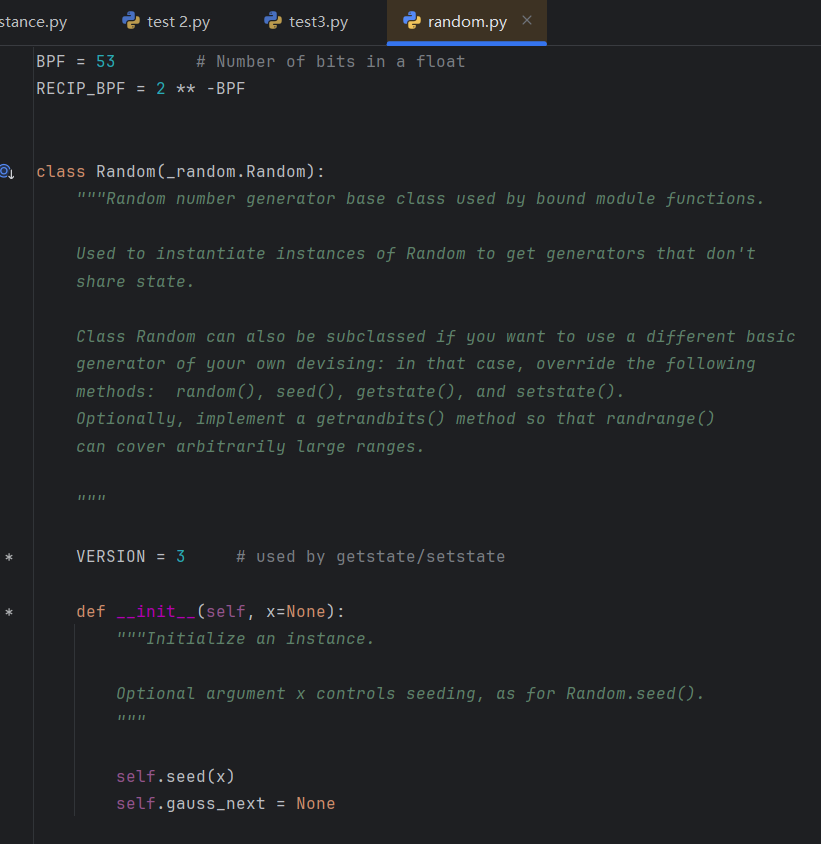 stance.py test 2.py test3.py random.py
BPF = 53        # Number of bits in a float
RECIP_BPF = 2 ** -BPF
class Random(_random.Random):
    """Random number generator base class used by bound module functions.
    Used to instantiate instances of Random to get generators that don't
    share state.
    Class Random can also be subclassed if you want to use a different basic
    generator of your own devising: in that case, override the following
    methods:  random(), seed(), getstate(), and setstate().
    Optionally, implement a getrandbits() method so that randrange()
    can cover arbitrarily large ranges.
    """
    VERSION = 3     # used by getstate/setstate
    def __init__(self, x=None):
        """Initialize an instance.
        Optional argument x controls seeding, as for Random.seed().
        """
        self.seed(x)
        self.gauss_next = None